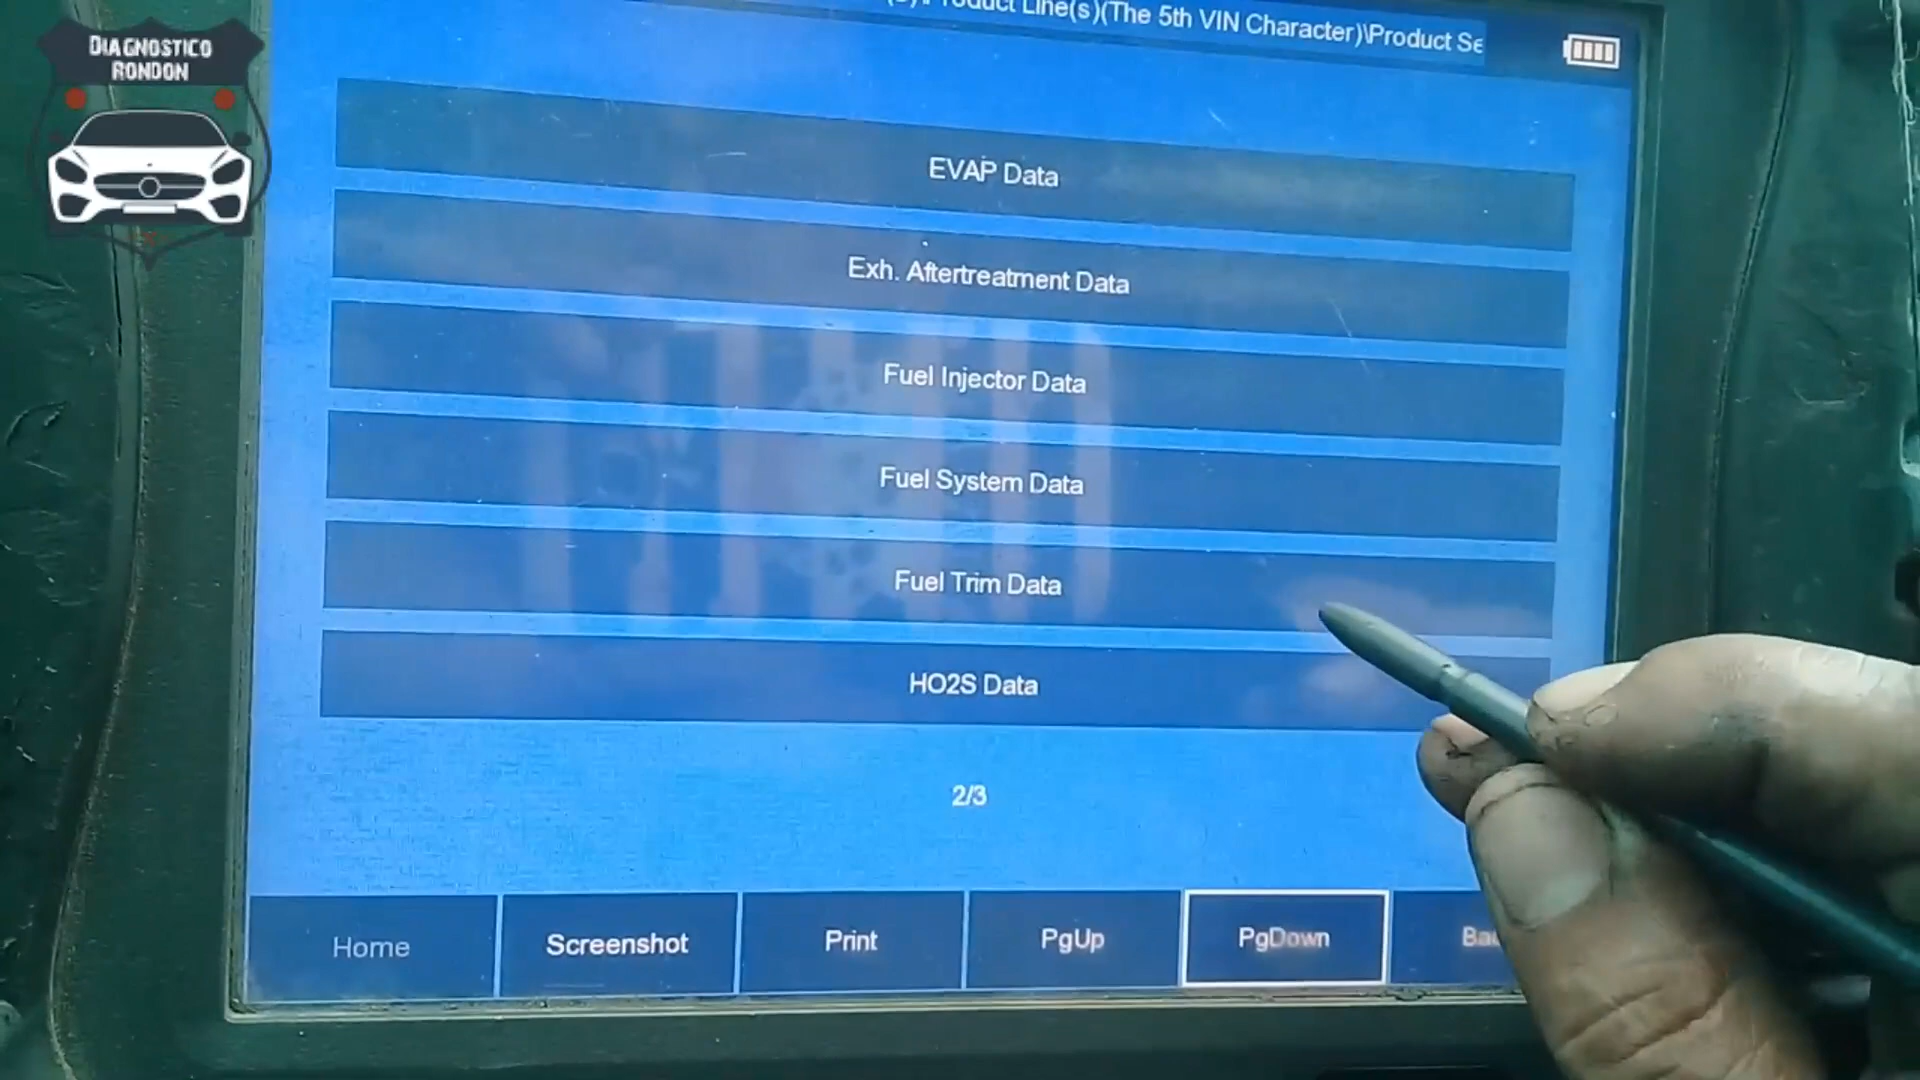 DIAGNOSTICO
RONDON
Line(s)(The 5th VIN Character)\Product Se
EVAP Data
Exh. Aftertreatment Data
Fuel Injector Data
Fuel System Data
Fuel Trim Data
HO2S Data
2/3
Home
Screenshot
Print
PgUp
PgDown